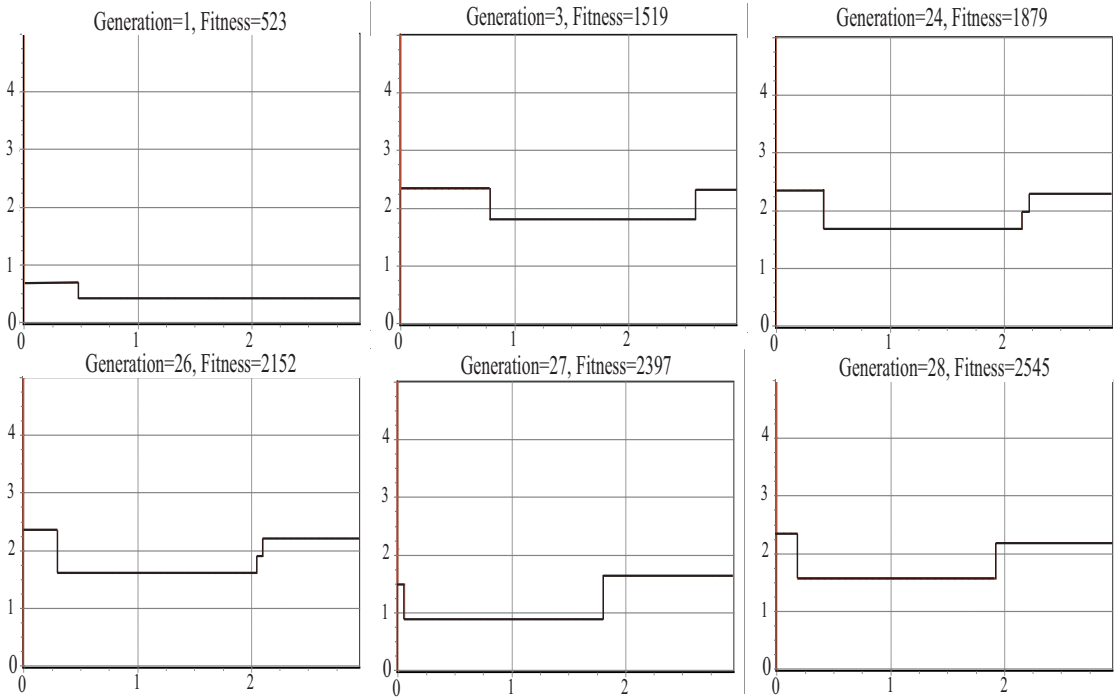 Generation=1, Fitness=523
4
3
2
1
0
0 1 2
Generation=3, Fitness=1519
4
3
2
1
0
0 1 2
Generation=24, Fitness=1879
4
3
2
1
0
0 1 2
Generation=26, Fitness=2152
4
3
2
1
0
0 1 2
Generation=27, Fitness=2397
4
3
2
1
0
0 1 2
Generation=28, Fitness=2545
4
3
2
1
0
0 1 2